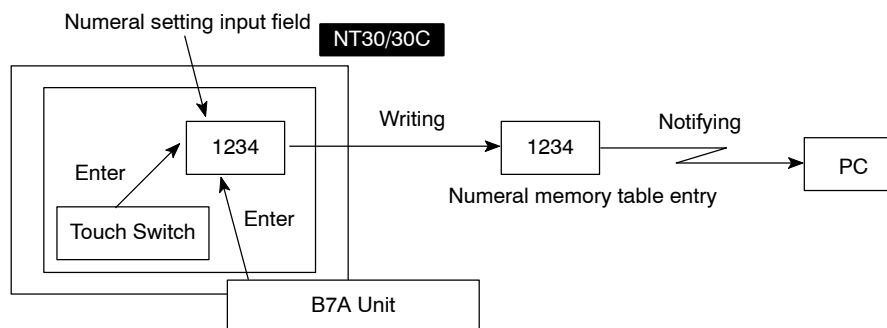 Numeral setting input field
NT30/30C
Writing
Notifying
1234
1234
PC
Enter
Numeral memory table entry
Touch Switch
Enter
B7A Unit